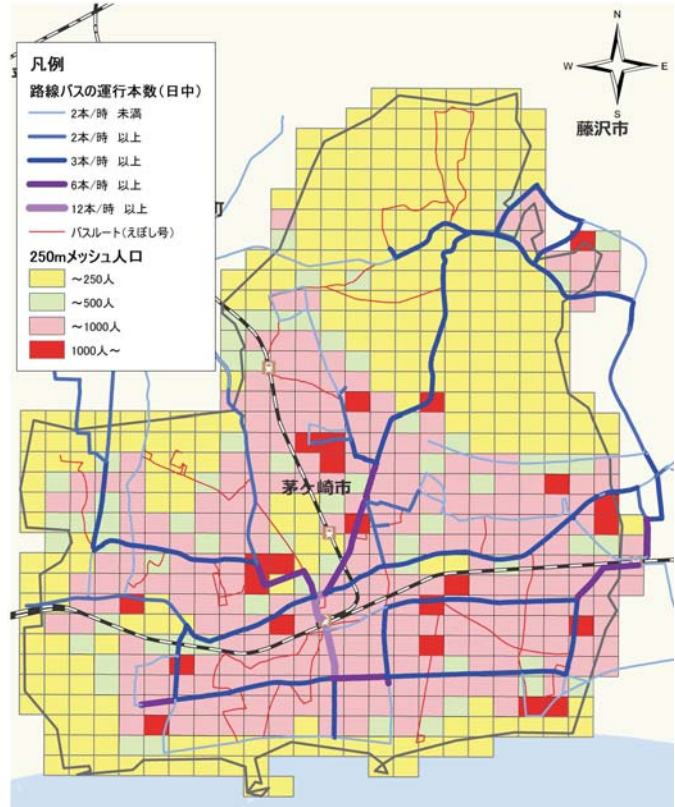 N
W
E
S
藤沢市
凡例
路線バスの運行本数(日中)
2本/時 未満
2本/時 以上
3本/時 以上
6本/時 以上
12本/時 以上
バスルート(えぼし号)
町
250mメッシュ人口
~250人
~500人
~1000人
1000人~
茅ケ崎市